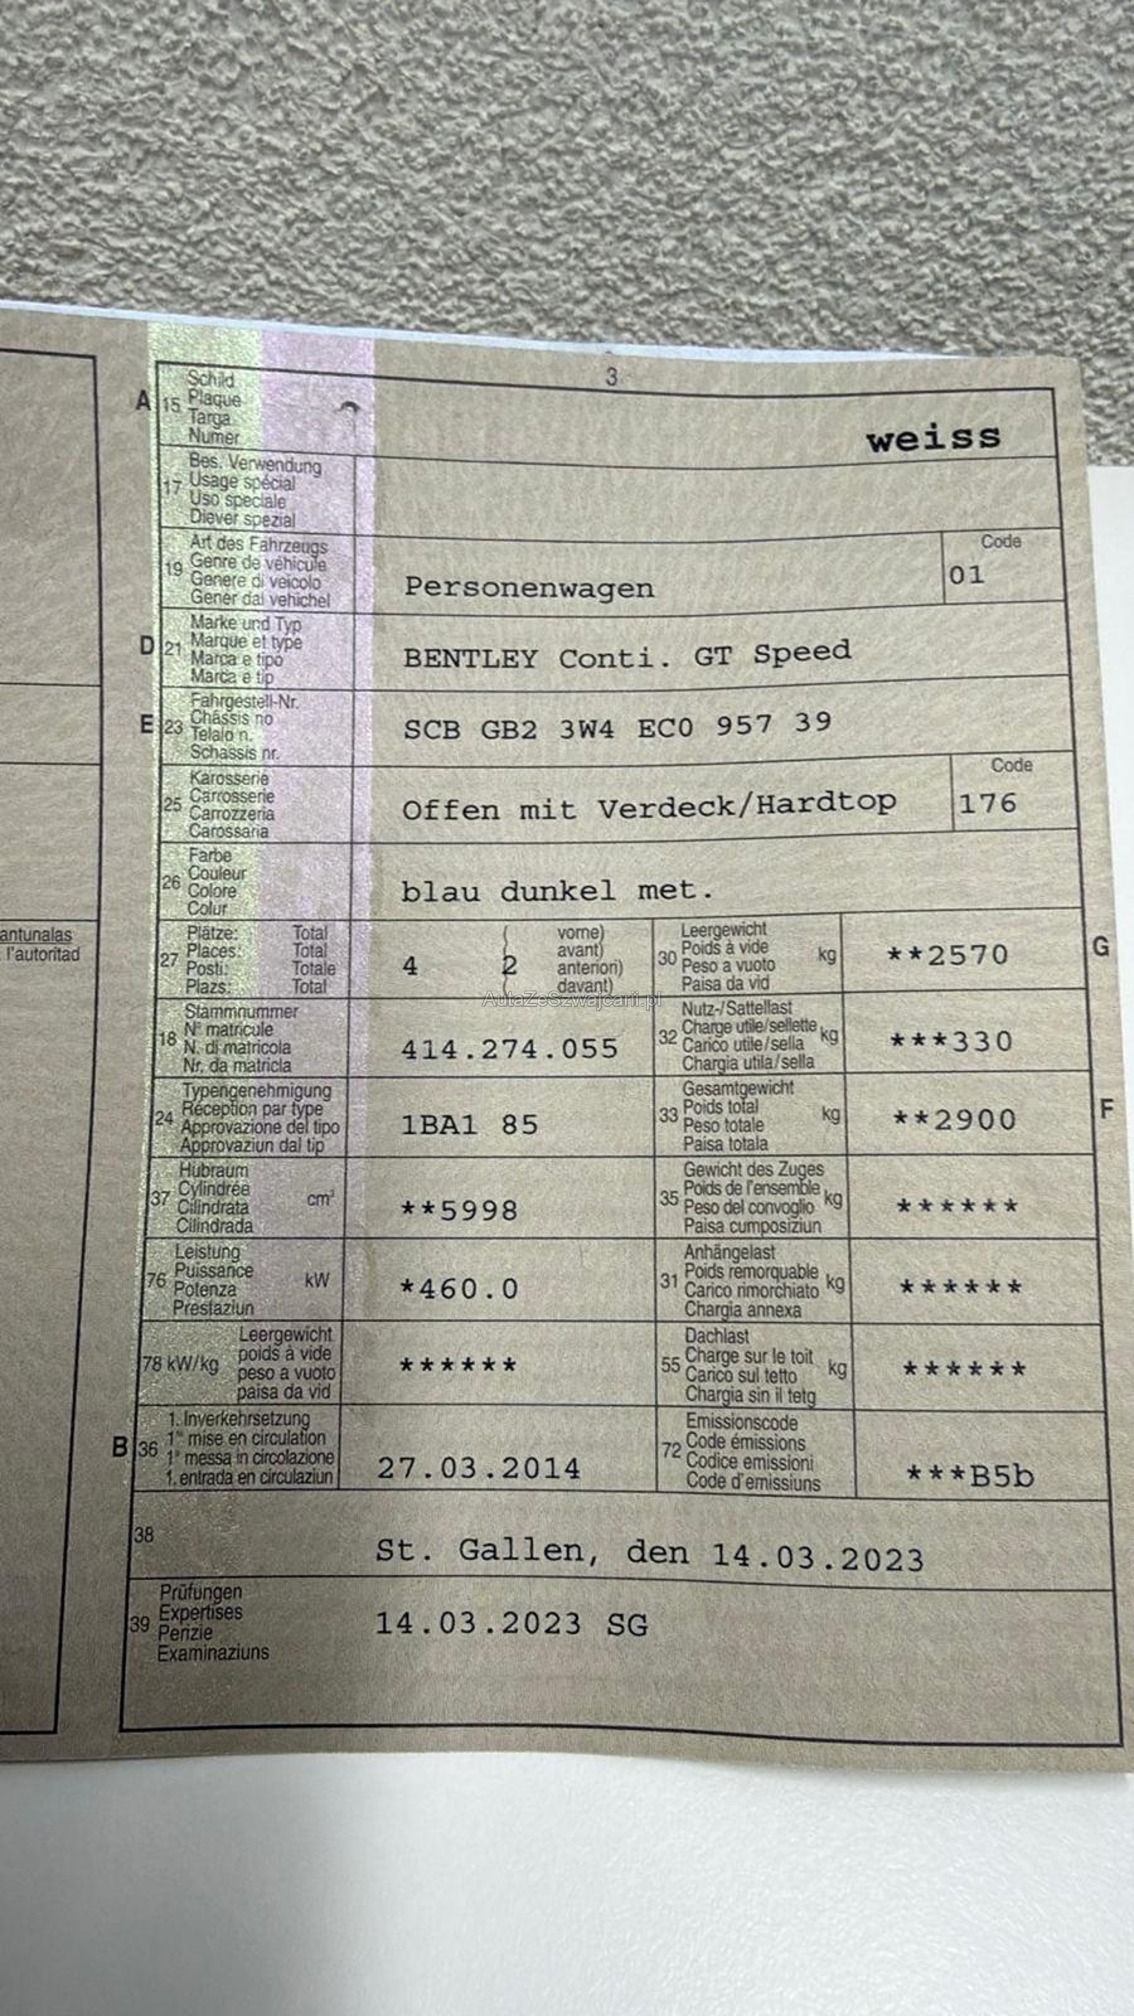 3
A 15 Schild
Plaque
Targa
Numer
weiss
17 Bes. Verwendung
Usage spécial
Uso speciale
Diever spezial
19 Art des Fahrzeugs
Genre de véhicule
Genere di veicolo
Gener dal vehichel
Personenwagen
Code
01
D 21 Marke und Typ
Marque et type
Marca e tipo
Marca e tip
BENTLEY Conti. GT Speed
E 23 Fahrgestell-Nr.
Châssis no
Telaio n.
Schassis nr.
SCB GB2 3W4 EC0 957 39
25 Karosserie
Carrosserie
Carrozzeria
Carossaria
Offen mit Verdeck/Hardtop
Code
176
26 Farbe
Couleur
Colore
Colur
blau dunkel met.
antunalas
l'autoritad
27 Plätze: Total
Places: Total
Posti: Totale
Plazs: Total
4 2
( vorne)
( avant)
( anteriori)
( davant)
30 Leergewicht
Poids à vide
Peso a vuoto
Paisa da vid
kg
**2570
G
AutaZeSzwajcarii.pl
18 Stammnummer
N° matricule
N. di matricola
Nr. da matricla
414.274.055
32 Nutz-/Sattellast
Charge utile/sellette
Carico utile/sella
Chargia utila/sella
kg
***330
24 Typengenehmigung
Réception par type
Approvazione del tipo
Approvaziun dal tip
1BA1 85
33 Gesamtgewicht
Poids total
Peso totale
Paisa totala
kg
**2900
F
37 Hubraum
Cylindrée
Cilindrata
Cilindrada
cm³
**5998
35 Gewicht des Zuges
Poids de l'ensemble
Peso del convoglio
Paisa cumposiziun
kg
******
76 Leistung
Puissance
Potenza
Prestaziun
kW
*460.0
31 Anhängelast
Poids remorquable
Carico rimorchiato
Chargia annexa
kg
******
78 kW/kg
Leergewicht
poids à vide
peso a vuoto
paisa da vid
******
55 Dachlast
Charge sur le toit
Carico sul tetto
Chargia sin il tetg
kg
******
B 36 1. Inverkehrsetzung
1re mise en circulation
1a messa in circolazione
1. entrada en circulaziun
27.03.2014
72 Emissionscode
Code émissions
Codice emissioni
Code d'emissiuns
***B5b
38
St. Gallen, den 14.03.2023
39 Prüfungen
Expertises
Perizie
Examinaziuns
14.03.2023 SG